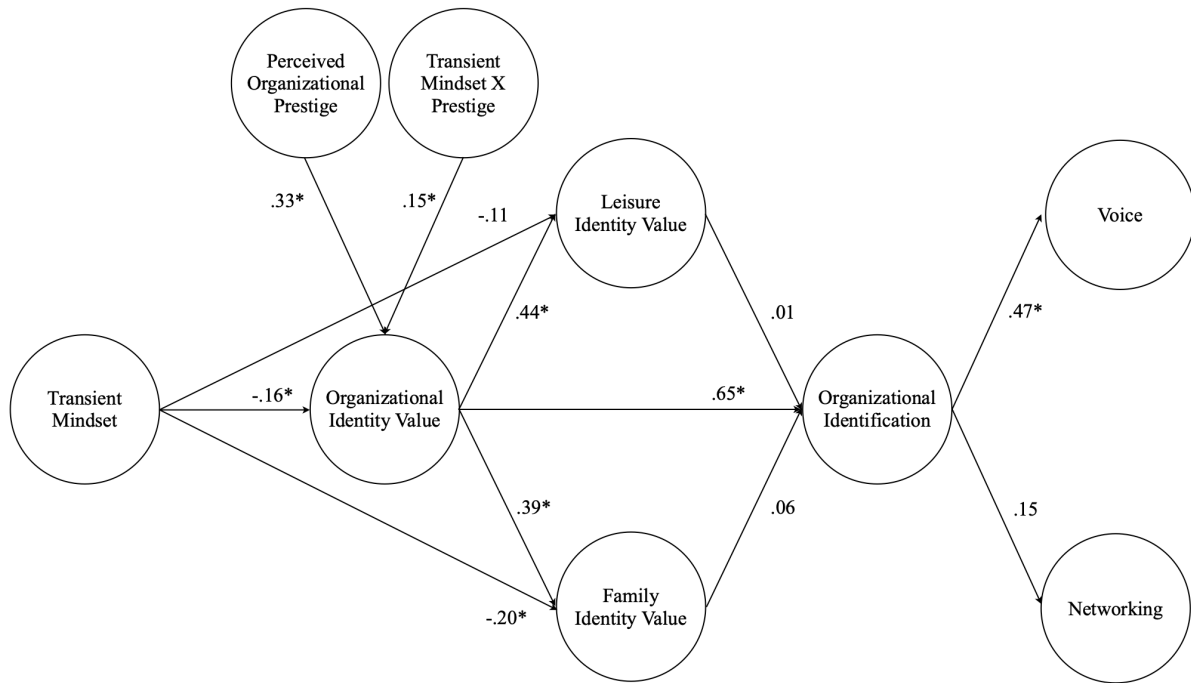 Perceived
Organizational
Prestige
Transient
Mindset X
Prestige
.33*
.15*
-.11
Leisure
Identity Value
Voice
.44*
.01
.47*
Transient
Mindset
-.16*
Organizational
Identity Value
.65*
Organizational
Identification
.39*
.06
.15
-.20*
Family
Identity Value
Networking